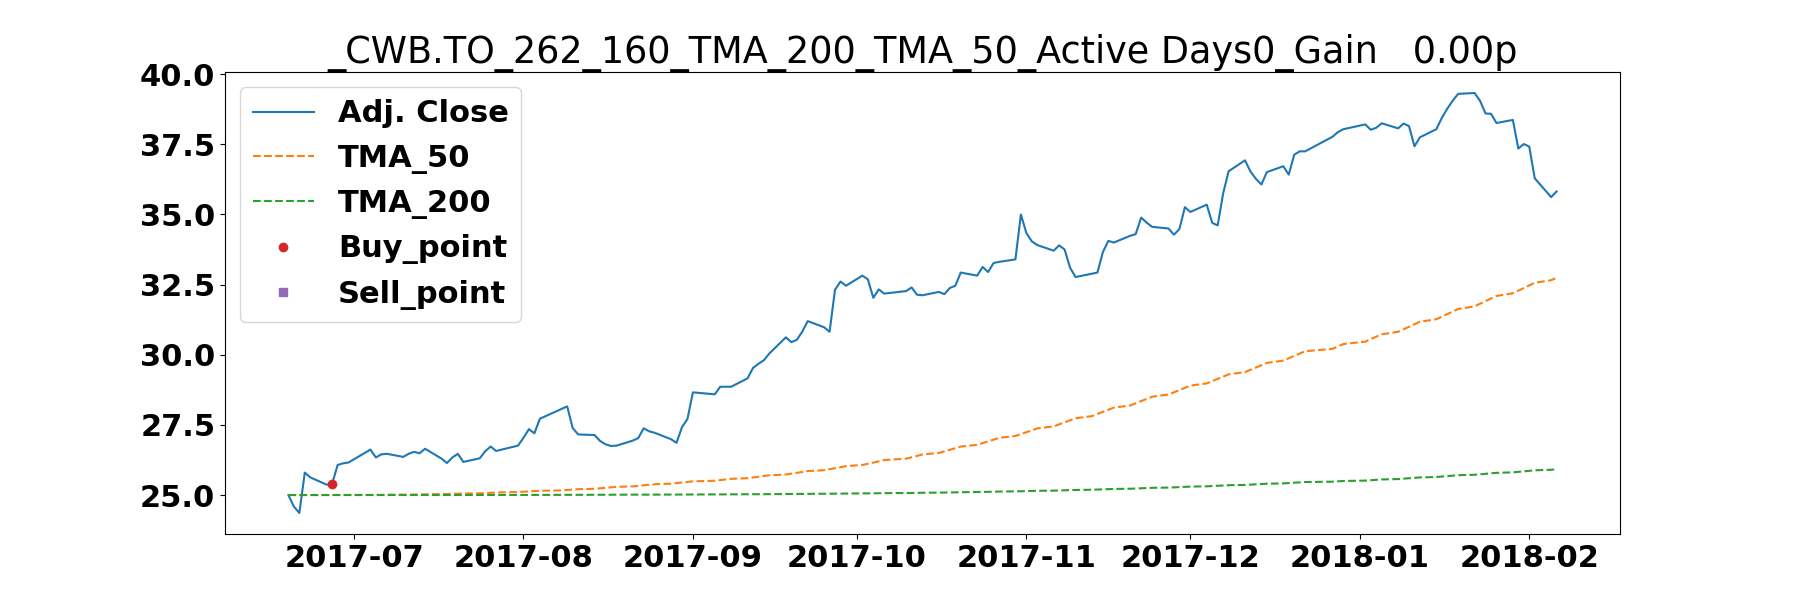 _CWB.TO_262_160_TMA_200_TMA_50_Active Days0_Gain   0.00p
40.0
37.5
35.0
32.5
30.0
27.5
25.0
Adj. Close
TMA_50
TMA_200
Buy_point
Sell_point
2017-07 2017-08 2017-09 2017-10 2017-11 2017-12 2018-01 2018-02